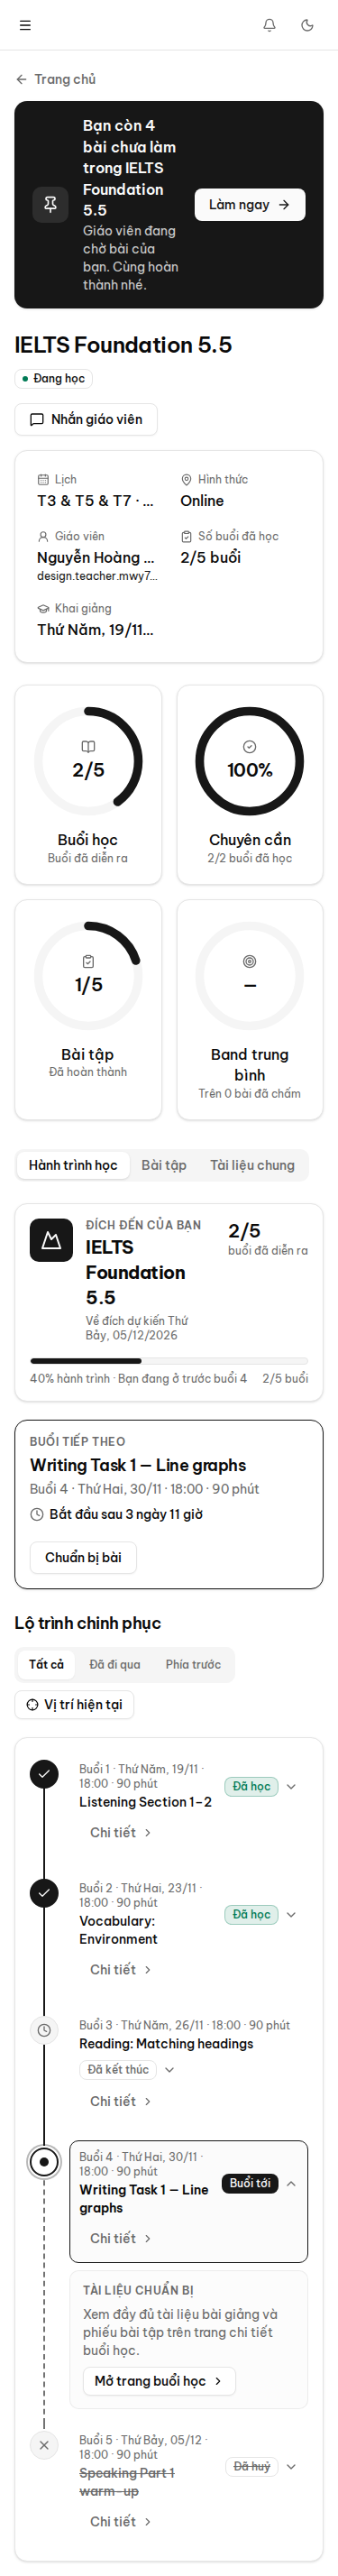 Trang chủ
Bạn còn 4
bài chưa làm
trong IELTS
Foundation
5.5
Giáo viên đang
chờ bài của
bạn. Cùng hoàn
thành nhé.
Làm ngay
IELTS Foundation 5.5
Đang học
Nhắn giáo viên
Lịch
T3 & T5 & T7 · ...
Hình thức
Online
Giáo viên
Nguyễn Hoàng ...
design.teacher.mwy7...
Số buổi đã học
2/5 buổi
Khai giảng
Thứ Năm, 19/11...
2/5
Buổi học
Buổi đã diễn ra
100%
Chuyên cần
2/2 buổi đã học
1/5
Bài tập
Đã hoàn thành
—
Band trung
bình
Trên 0 bài đã chấm
Hành trình học
Bài tập
Tài liệu chung
ĐÍCH ĐẾN CỦA BẠN
IELTS
Foundation
5.5
Về đích dự kiến Thứ
Bảy, 05/12/2026
2/5
buổi đã diễn ra
40% hành trình · Bạn đang ở trước buổi 4
2/5 buổi
BUỔI TIẾP THEO
Writing Task 1 — Line graphs
Buổi 4 · Thứ Hai, 30/11 · 18:00 · 90 phút
Bắt đầu sau 3 ngày 11 giờ
Chuẩn bị bài
Lộ trình chinh phục
Tất cả
Đã đi qua
Phía trước
Vị trí hiện tại
Buổi 1 · Thứ Năm, 19/11 ·
18:00 · 90 phút
Listening Section 1–2
Đã học
Chi tiết
Buổi 2 · Thứ Hai, 23/11 ·
18:00 · 90 phút
Vocabulary:
Environment
Đã học
Chi tiết
Buổi 3 · Thứ Năm, 26/11 · 18:00 · 90 phút
Reading: Matching headings
Đã kết thúc
Chi tiết
Buổi 4 · Thứ Hai, 30/11 ·
18:00 · 90 phút
Writing Task 1 — Line
graphs
Buổi tới
Chi tiết
TÀI LIỆU CHUẨN BỊ
Xem đầy đủ tài liệu bài giảng và
phiếu bài tập trên trang chi tiết
buổi học.
Mở trang buổi học
Buổi 5 · Thứ Bảy, 05/12 ·
18:00 · 90 phút
Speaking Part 1
warm-up
Đã huỷ
Chi tiết